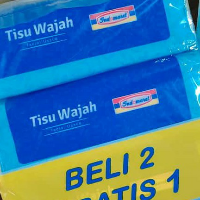 Tisu Wajah
Indomaret
Tisu Wajah
Indomaret
BELI 2
GRATIS 1